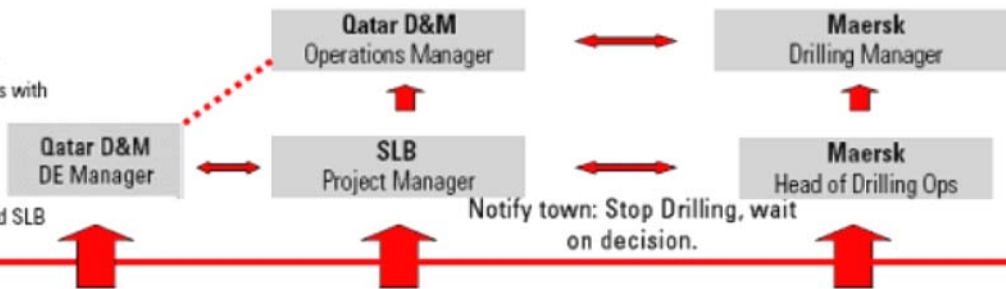 Qatar D&M
Operations Manager
Maersk
Drilling Manager
s with
Qatar D&M
DE Manager
SLB
Project Manager
Maersk
Head of Drilling Ops
d SLB
Notify town: Stop Drilling, wait
on decision.